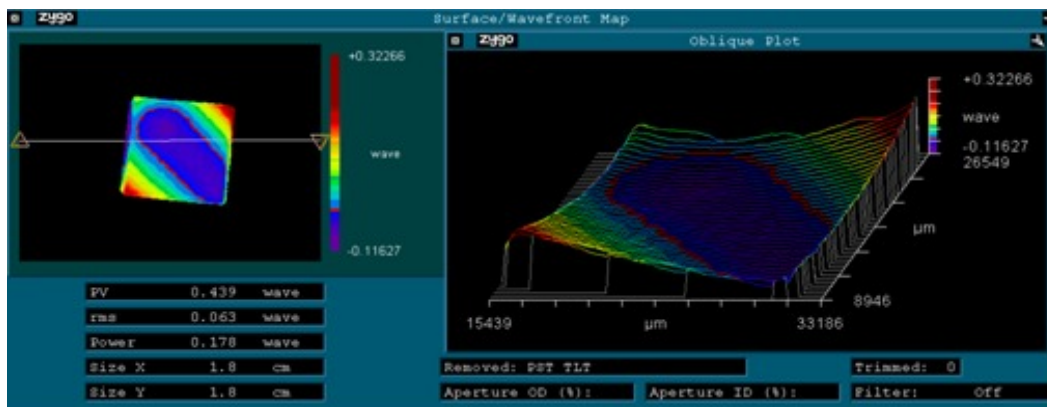 zygo Surface/Wavefront Map
+0.32266
wave
-0.11627
zygo Oblique Plot
+0.32266
wave
-0.11627
26549
µm
8946
15439 µm 33186
PV 0.439 wave
rms 0.063 wave
Power 0.178 wave
Size X 1.8 cm
Size Y 1.8 cm
Removed: PST TLT Trimmed: 0
Aperture OD (%): Aperture ID (%): Filter: Off